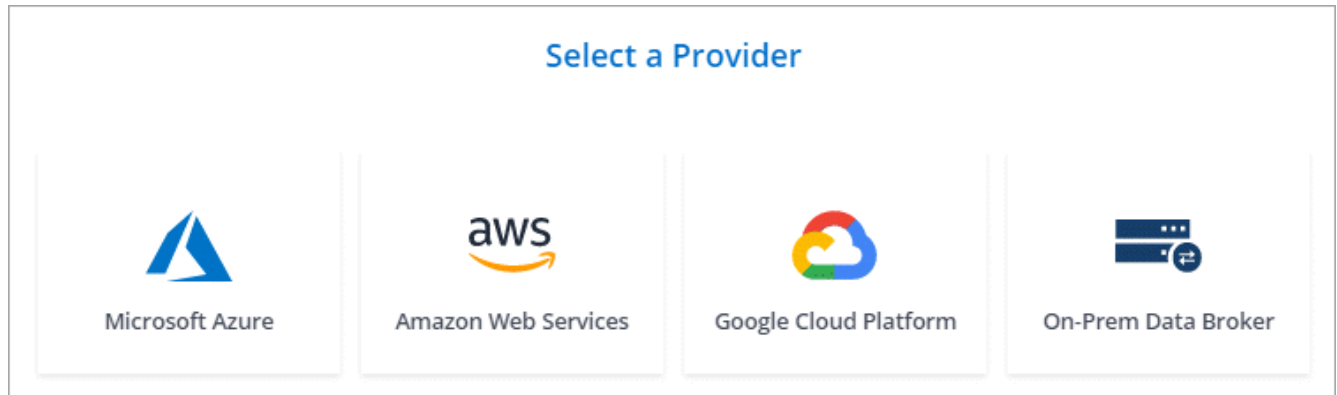 Select a Provider
aws
Microsoft Azure
Amazon Web Services
Google Cloud Platform
On-Prem Data Broker